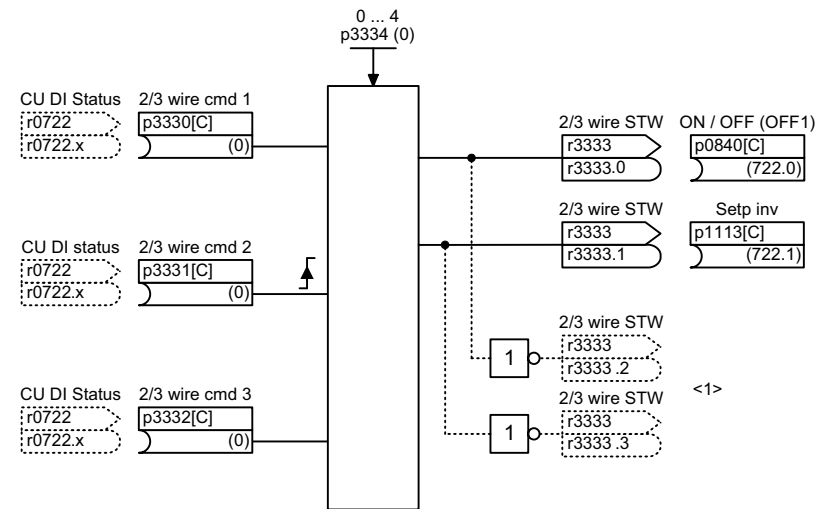 0 ... 4
p3334 (0)
CU DI Status 2/3 wire cmd 1
r0722 p3330[C]
r0722.x (0)
2/3 wire STW ON / OFF (OFF1)
r3333 p0840[C]
r3333.0 (722.0)
2/3 wire STW Setp inv
r3333 p1113[C]
r3333.1 (722.1)
CU DI status 2/3 wire cmd 2
r0722 p3331[C]
r0722.x (0)
2/3 wire STW
r3333
1 r3333 .2
<1>
CU DI Status 2/3 wire cmd 3
r0722 p3332[C]
r0722.x (0)
2/3 wire STW
r3333
1 r3333 .3